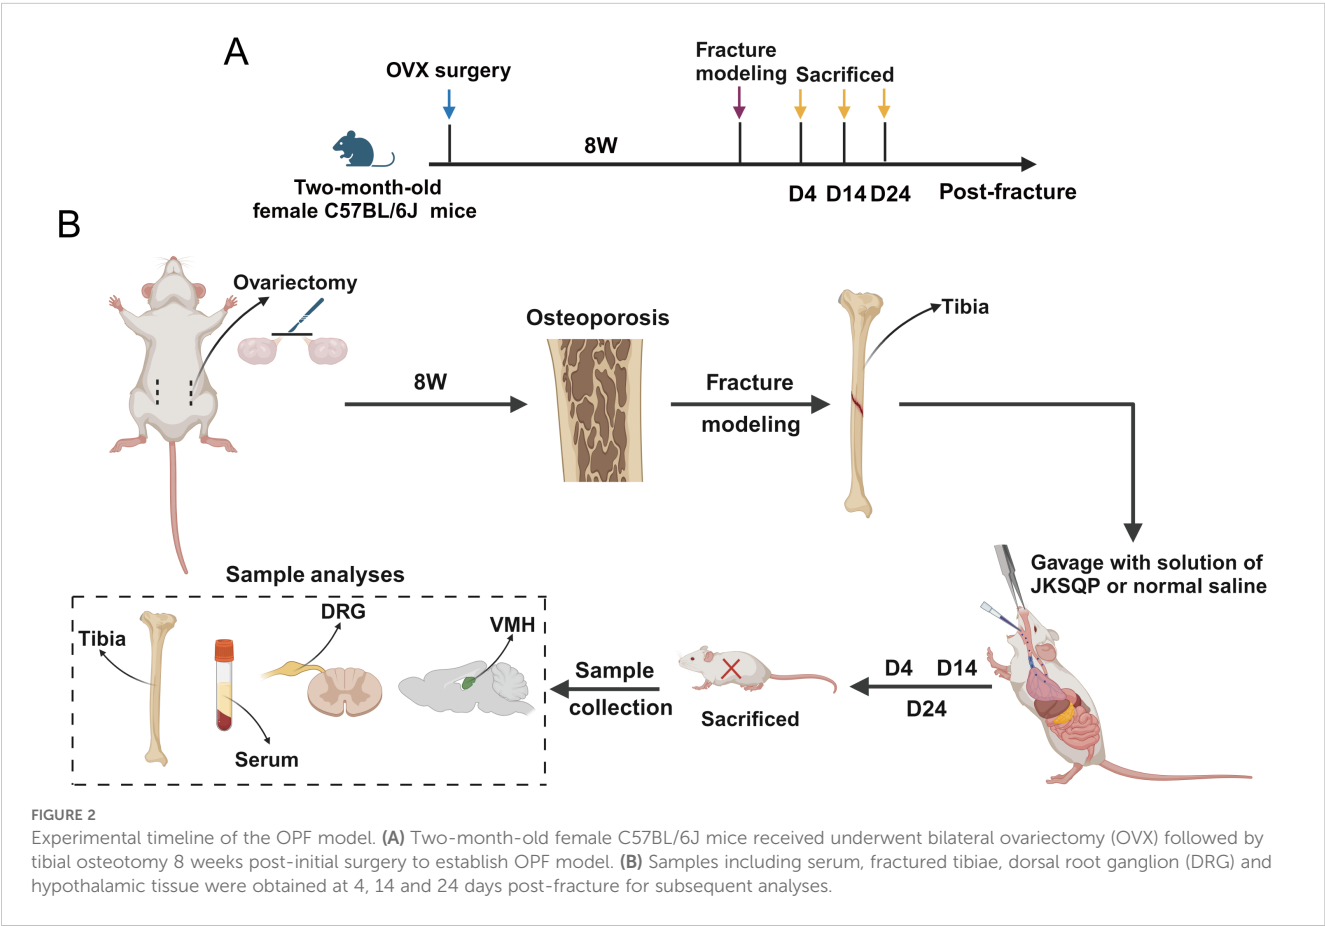 A
OVX surgery
Fracture
modeling
Sacrificed
8W
Two-month-old
female C57BL/6J mice
D4 D14 D24
Post-fracture
B
Ovariectomy
8W
Osteoporosis
Fracture
modeling
Tibia
Gavage with solution of
JKSQP or normal saline
D4 D14
D24
Sacrificed
Sample
collection
Sample analyses
Tibia
Serum
DRG
VMH
FIGURE 2
Experimental timeline of the OPF model. (A) Two-month-old female C57BL/6J mice received underwent bilateral ovariectomy (OVX) followed by
tibial osteotomy 8 weeks post-initial surgery to establish OPF model. (B) Samples including serum, fractured tibiae, dorsal root ganglion (DRG) and
hypothalamic tissue were obtained at 4, 14 and 24 days post-fracture for subsequent analyses.